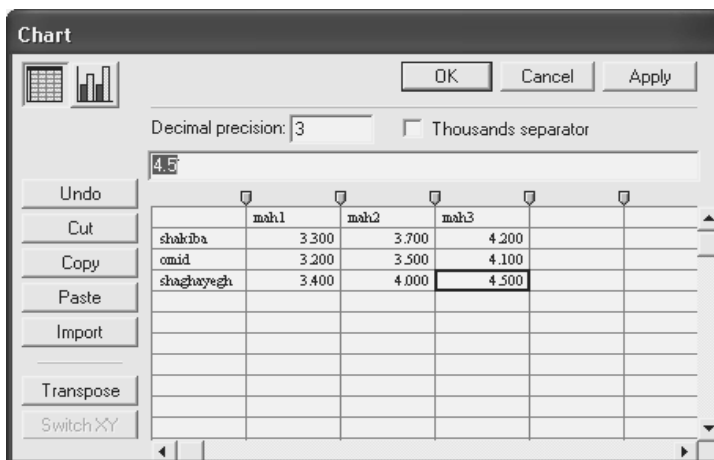 Chart
OK Cancel Apply
Decimal precision: 3 Thousands separator
4.5
Undo
Cut
Copy
Paste
Import
Transpose
Switch XY
mah1 mah2 mah3
shakiba 3.300 3.700 4.200
omid 3.200 3.500 4.100
shaghayegh 3.400 4.000 4.500